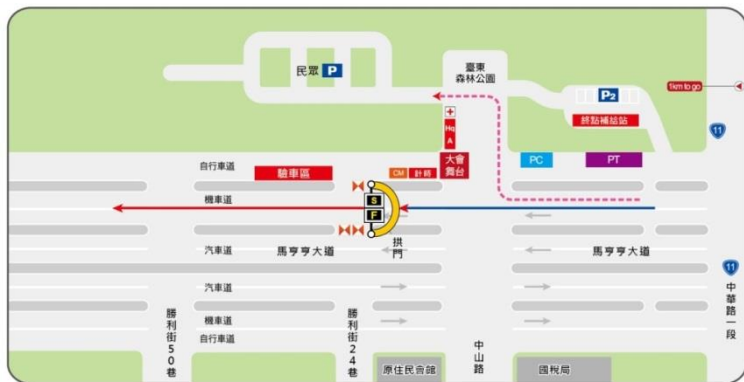 民眾 P
臺東
森林公園
P2
終點補給站
1km to go
11
Hq
A
大會
舞台
CM
計時
PC
PT
自行車道
驗車區
機車道
S
F
拱門
汽車道
馬亨亨大道
馬亨亨大道
11
汽車道
機車道
自行車道
勝利街50巷
勝利街24巷
原住民會館
中山路
國稅局
中華路一段